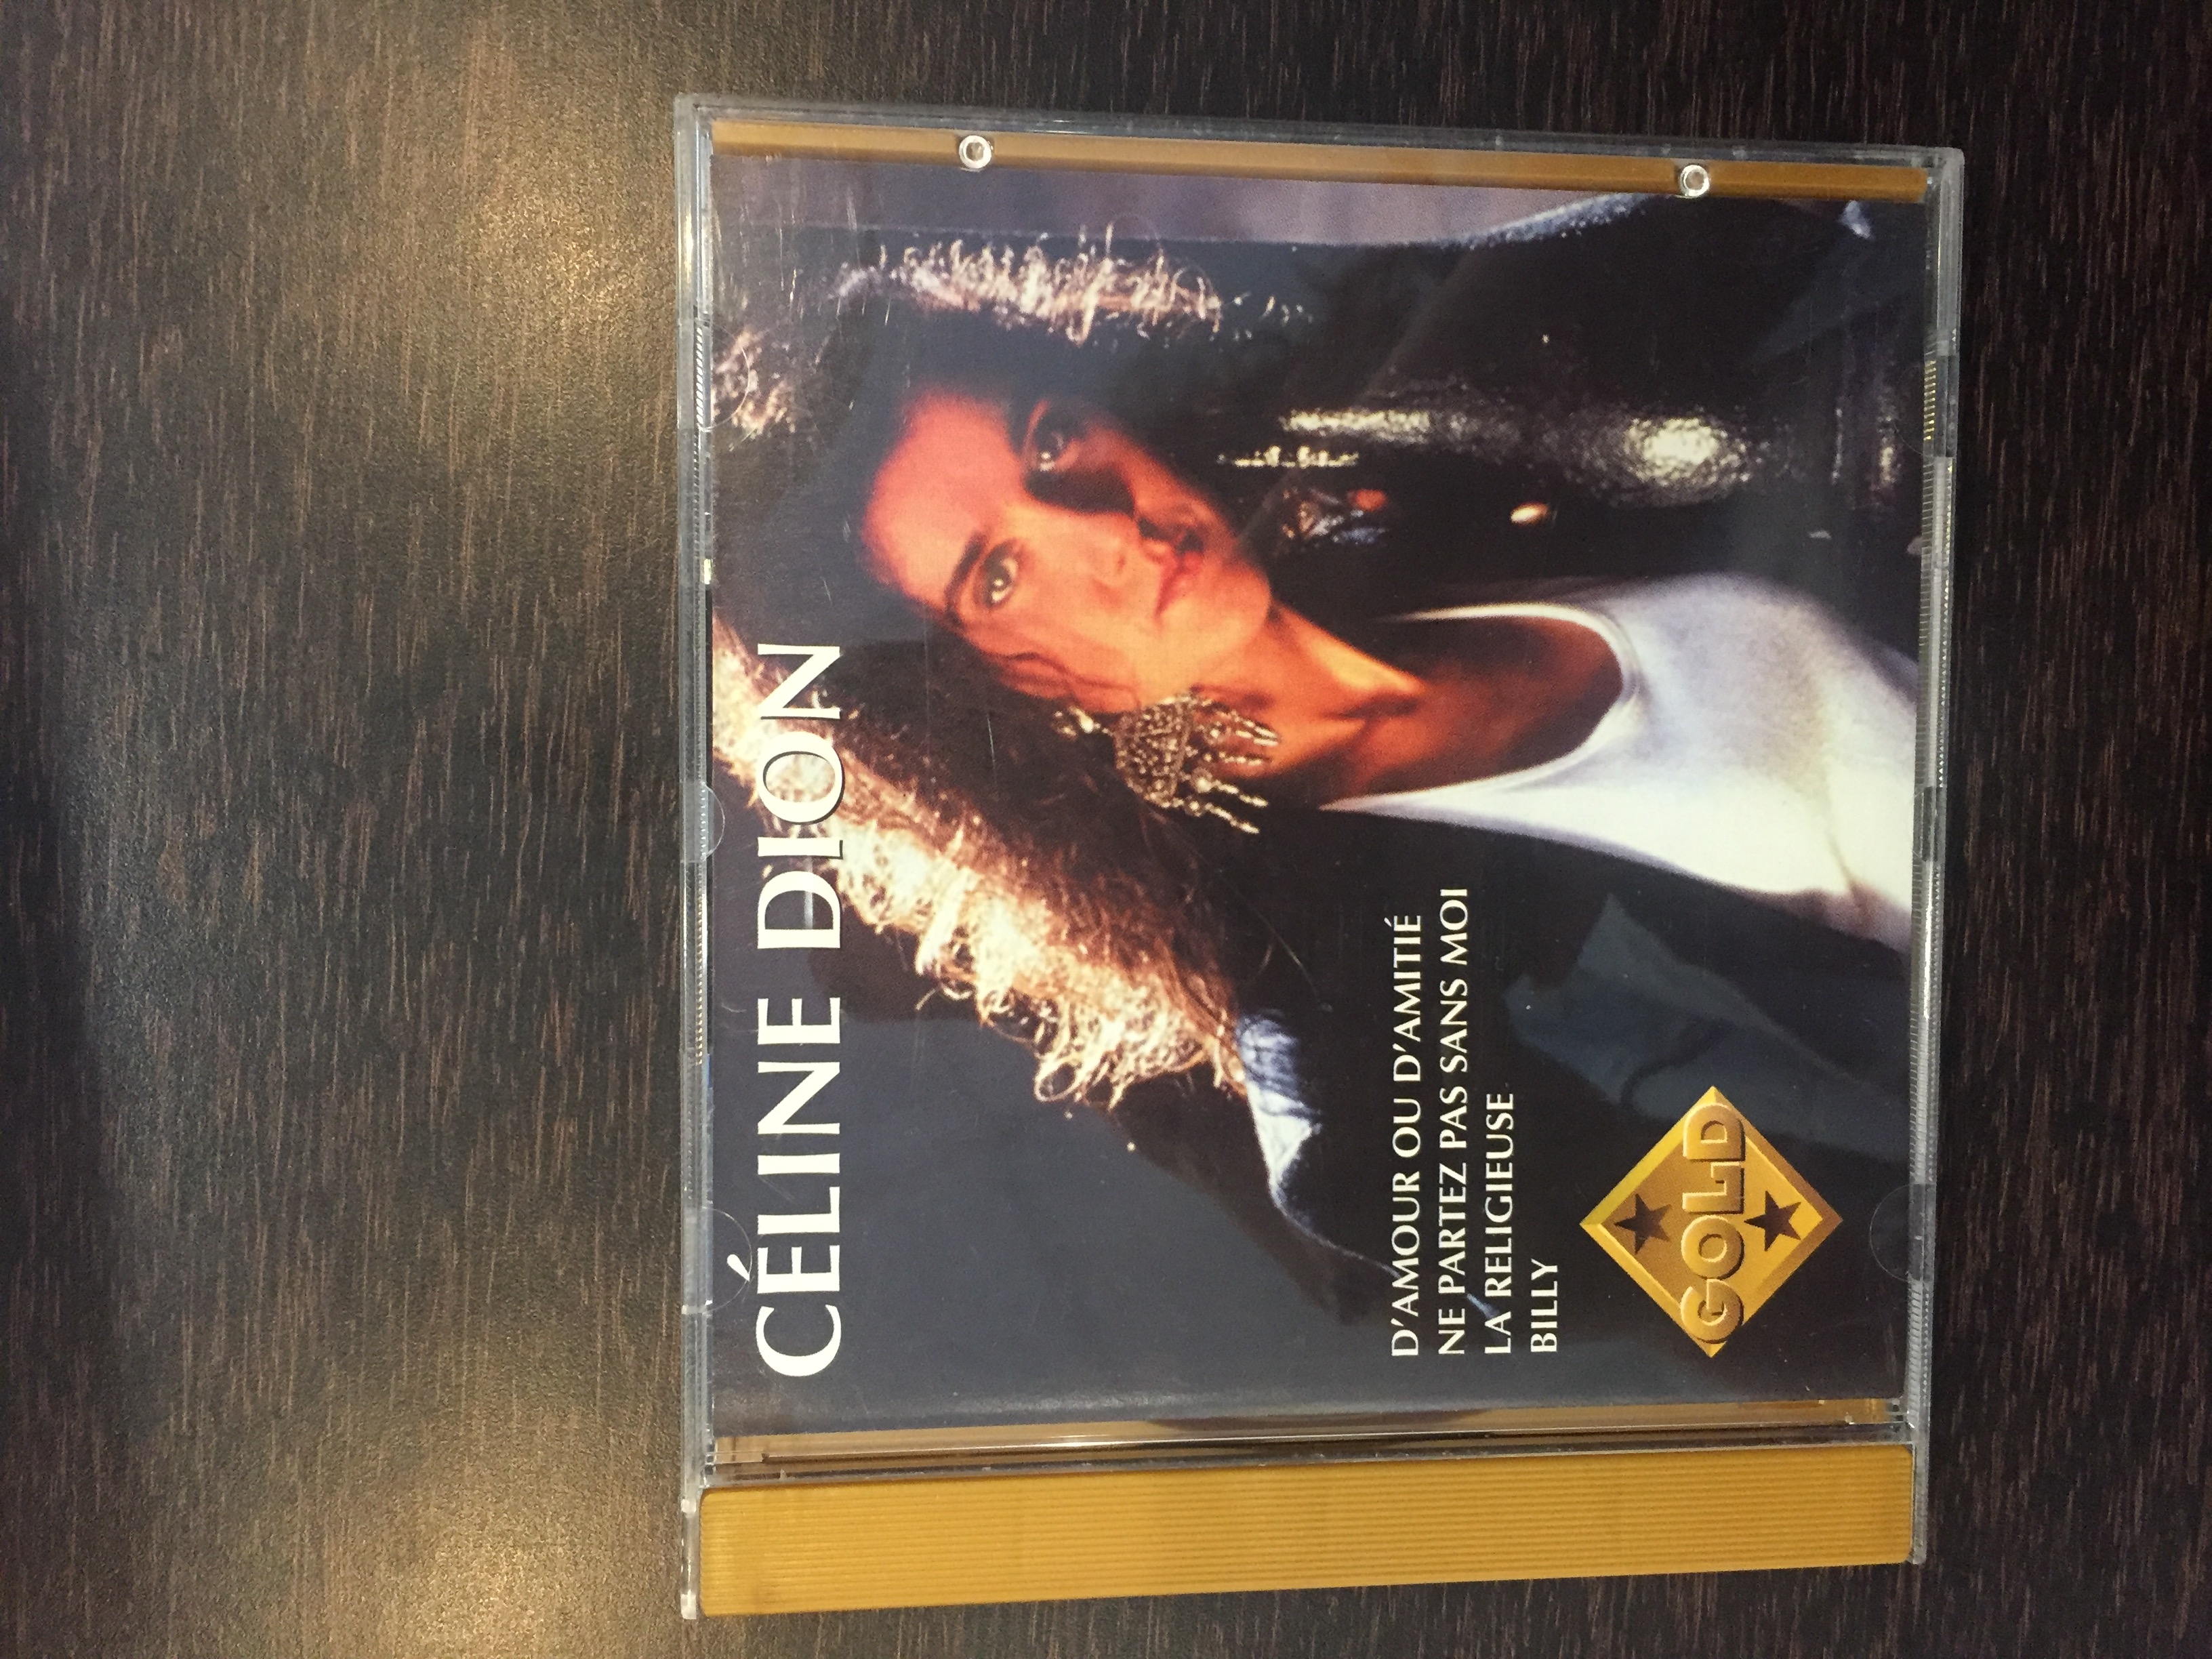 CÉLINE DION
D'AMOUR OU D'AMITIÉ
NE PARTEZ PAS SANS MOI
LA RELIGIEUSE
BILLY
GOLD